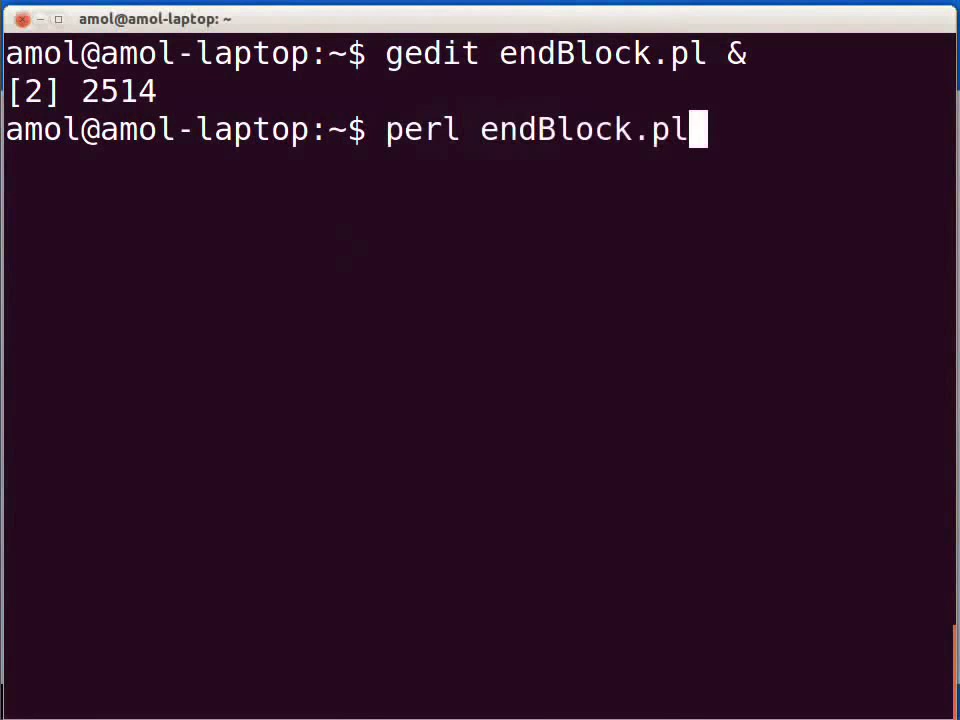 amol@amol-laptop: ~
amol@amol-laptop:~$ gedit endBlock.pl &
[2] 2514
amol@amol-laptop:~$ perl endBlock.pl